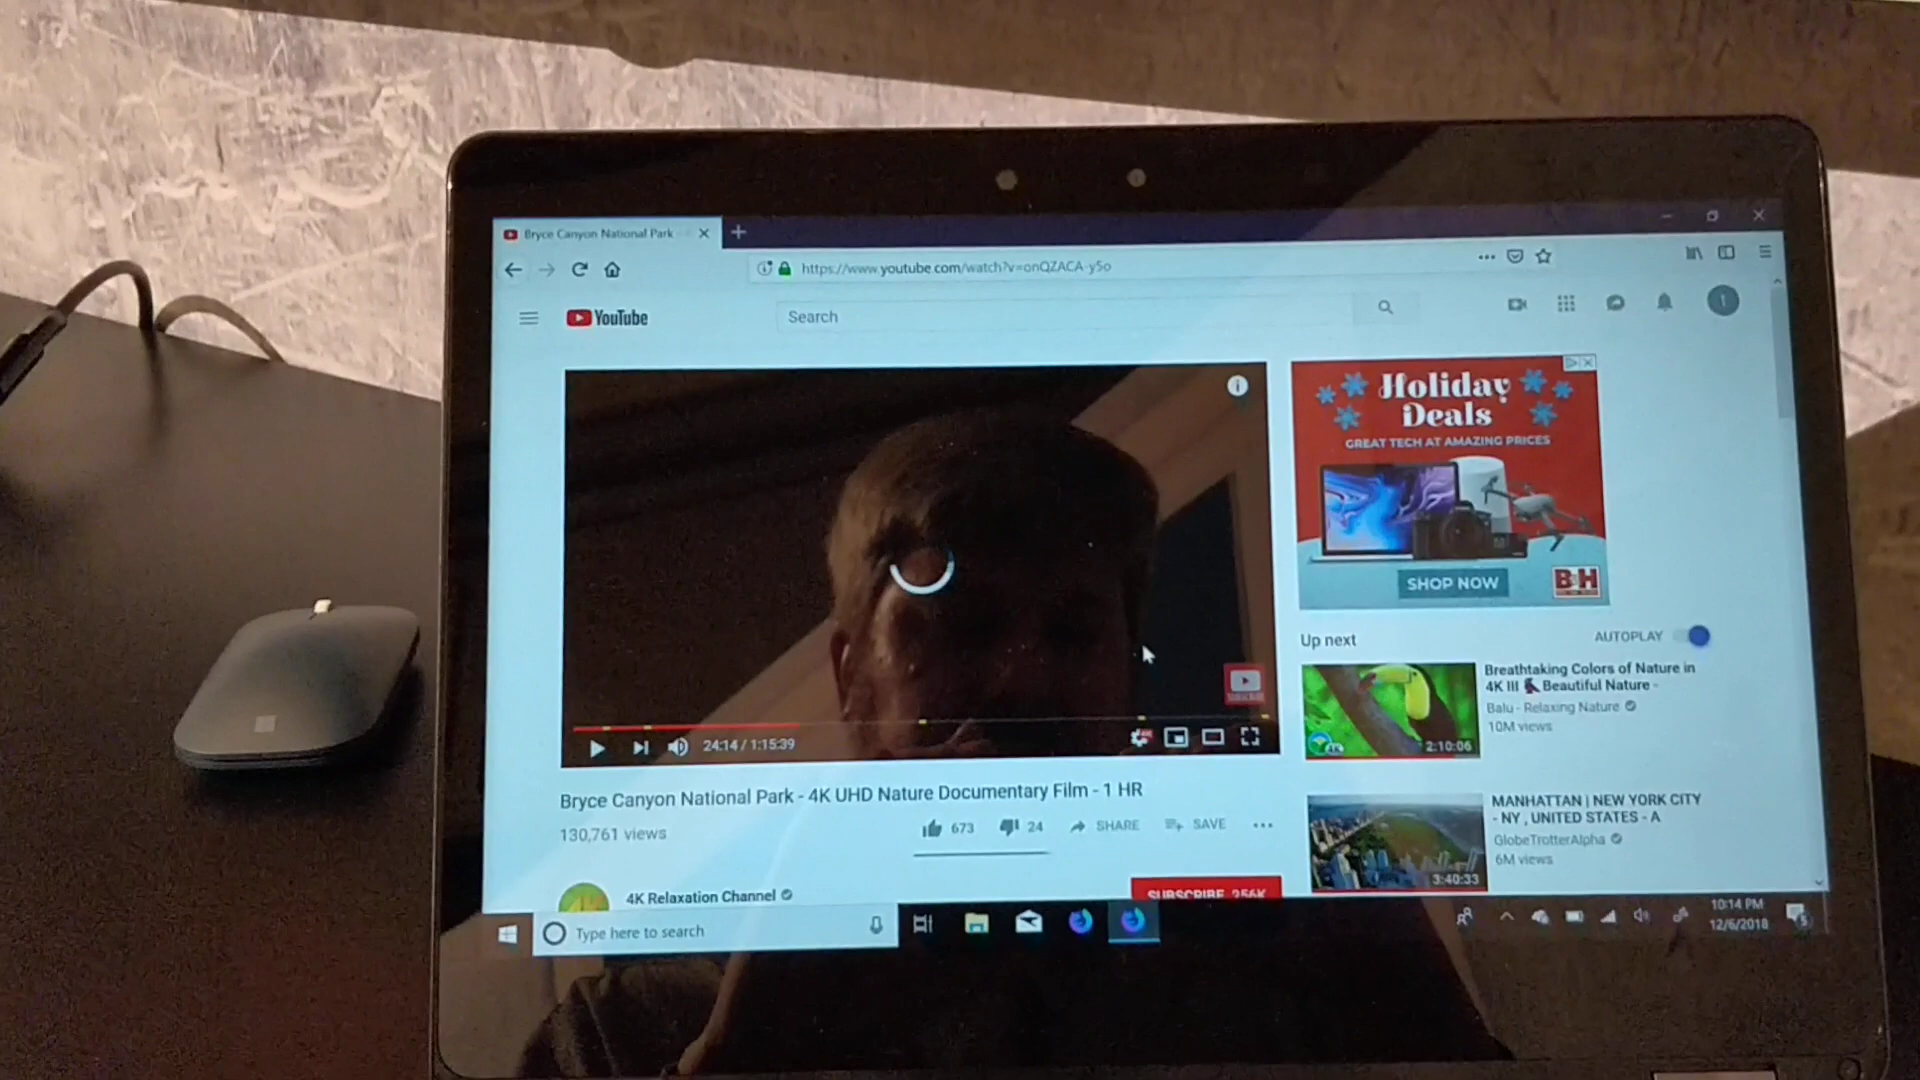 Bryce Canyon National Park
https://www.youtube.com/watch?v=onQZACA-y5o
YouTube
Search
Holiday
Deals
GREAT TECH AT AMAZING PRICES
SHOP NOW
B&H
24:14 / 1:15:39
Bryce Canyon National Park - 4K UHD Nature Documentary Film - 1 HR
130,761 views
673
24
SHARE
SAVE
4K Relaxation Channel
SUBSCRIBE 256K
Up next
AUTOPLAY
Breathtaking Colors of Nature in
4K III Beautiful Nature -
Balu - Relaxing Nature
10M views
4K
2:10:06
MANHATTAN | NEW YORK CITY
- NY , UNITED STATES - A
GlobeTrotterAlpha
6M views
3:40:33
Type here to search
10:14 PM
12/6/2018
5